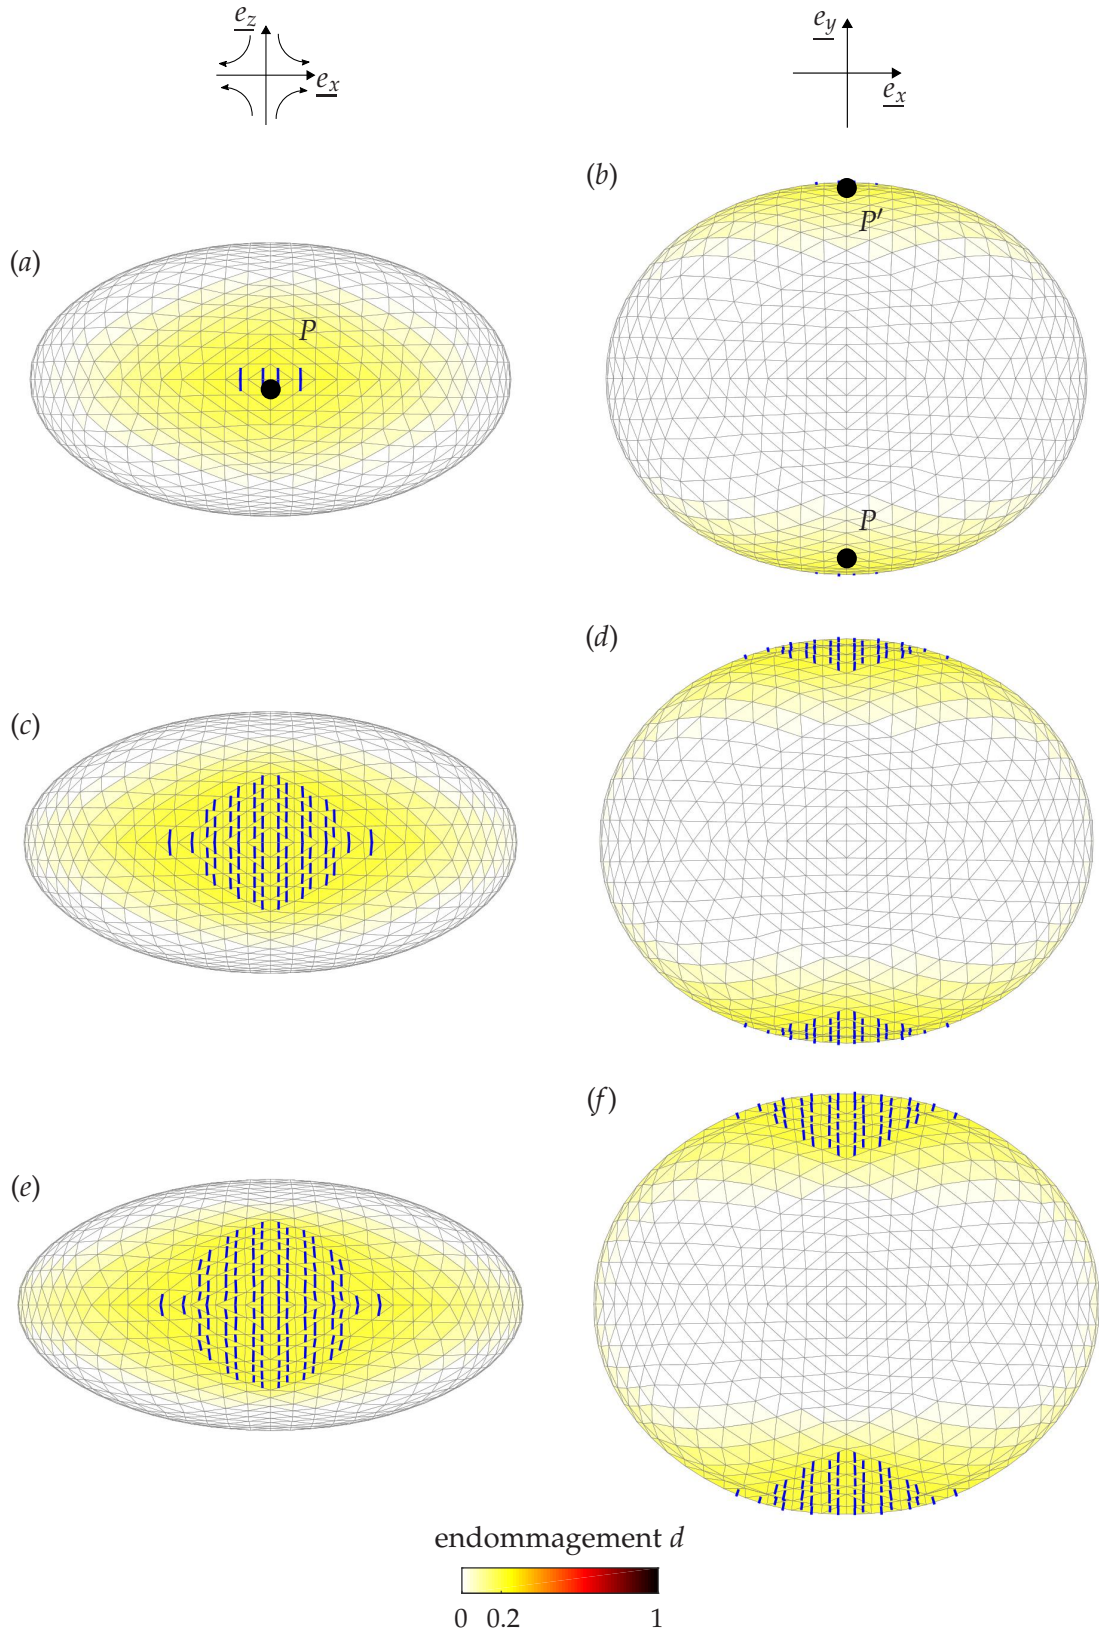 e_z
e_x
e_y
e_x
(a)
P
(b)
P′
P
(c)
(d)
(e)
(f)
endommagement d
0 0.2 1